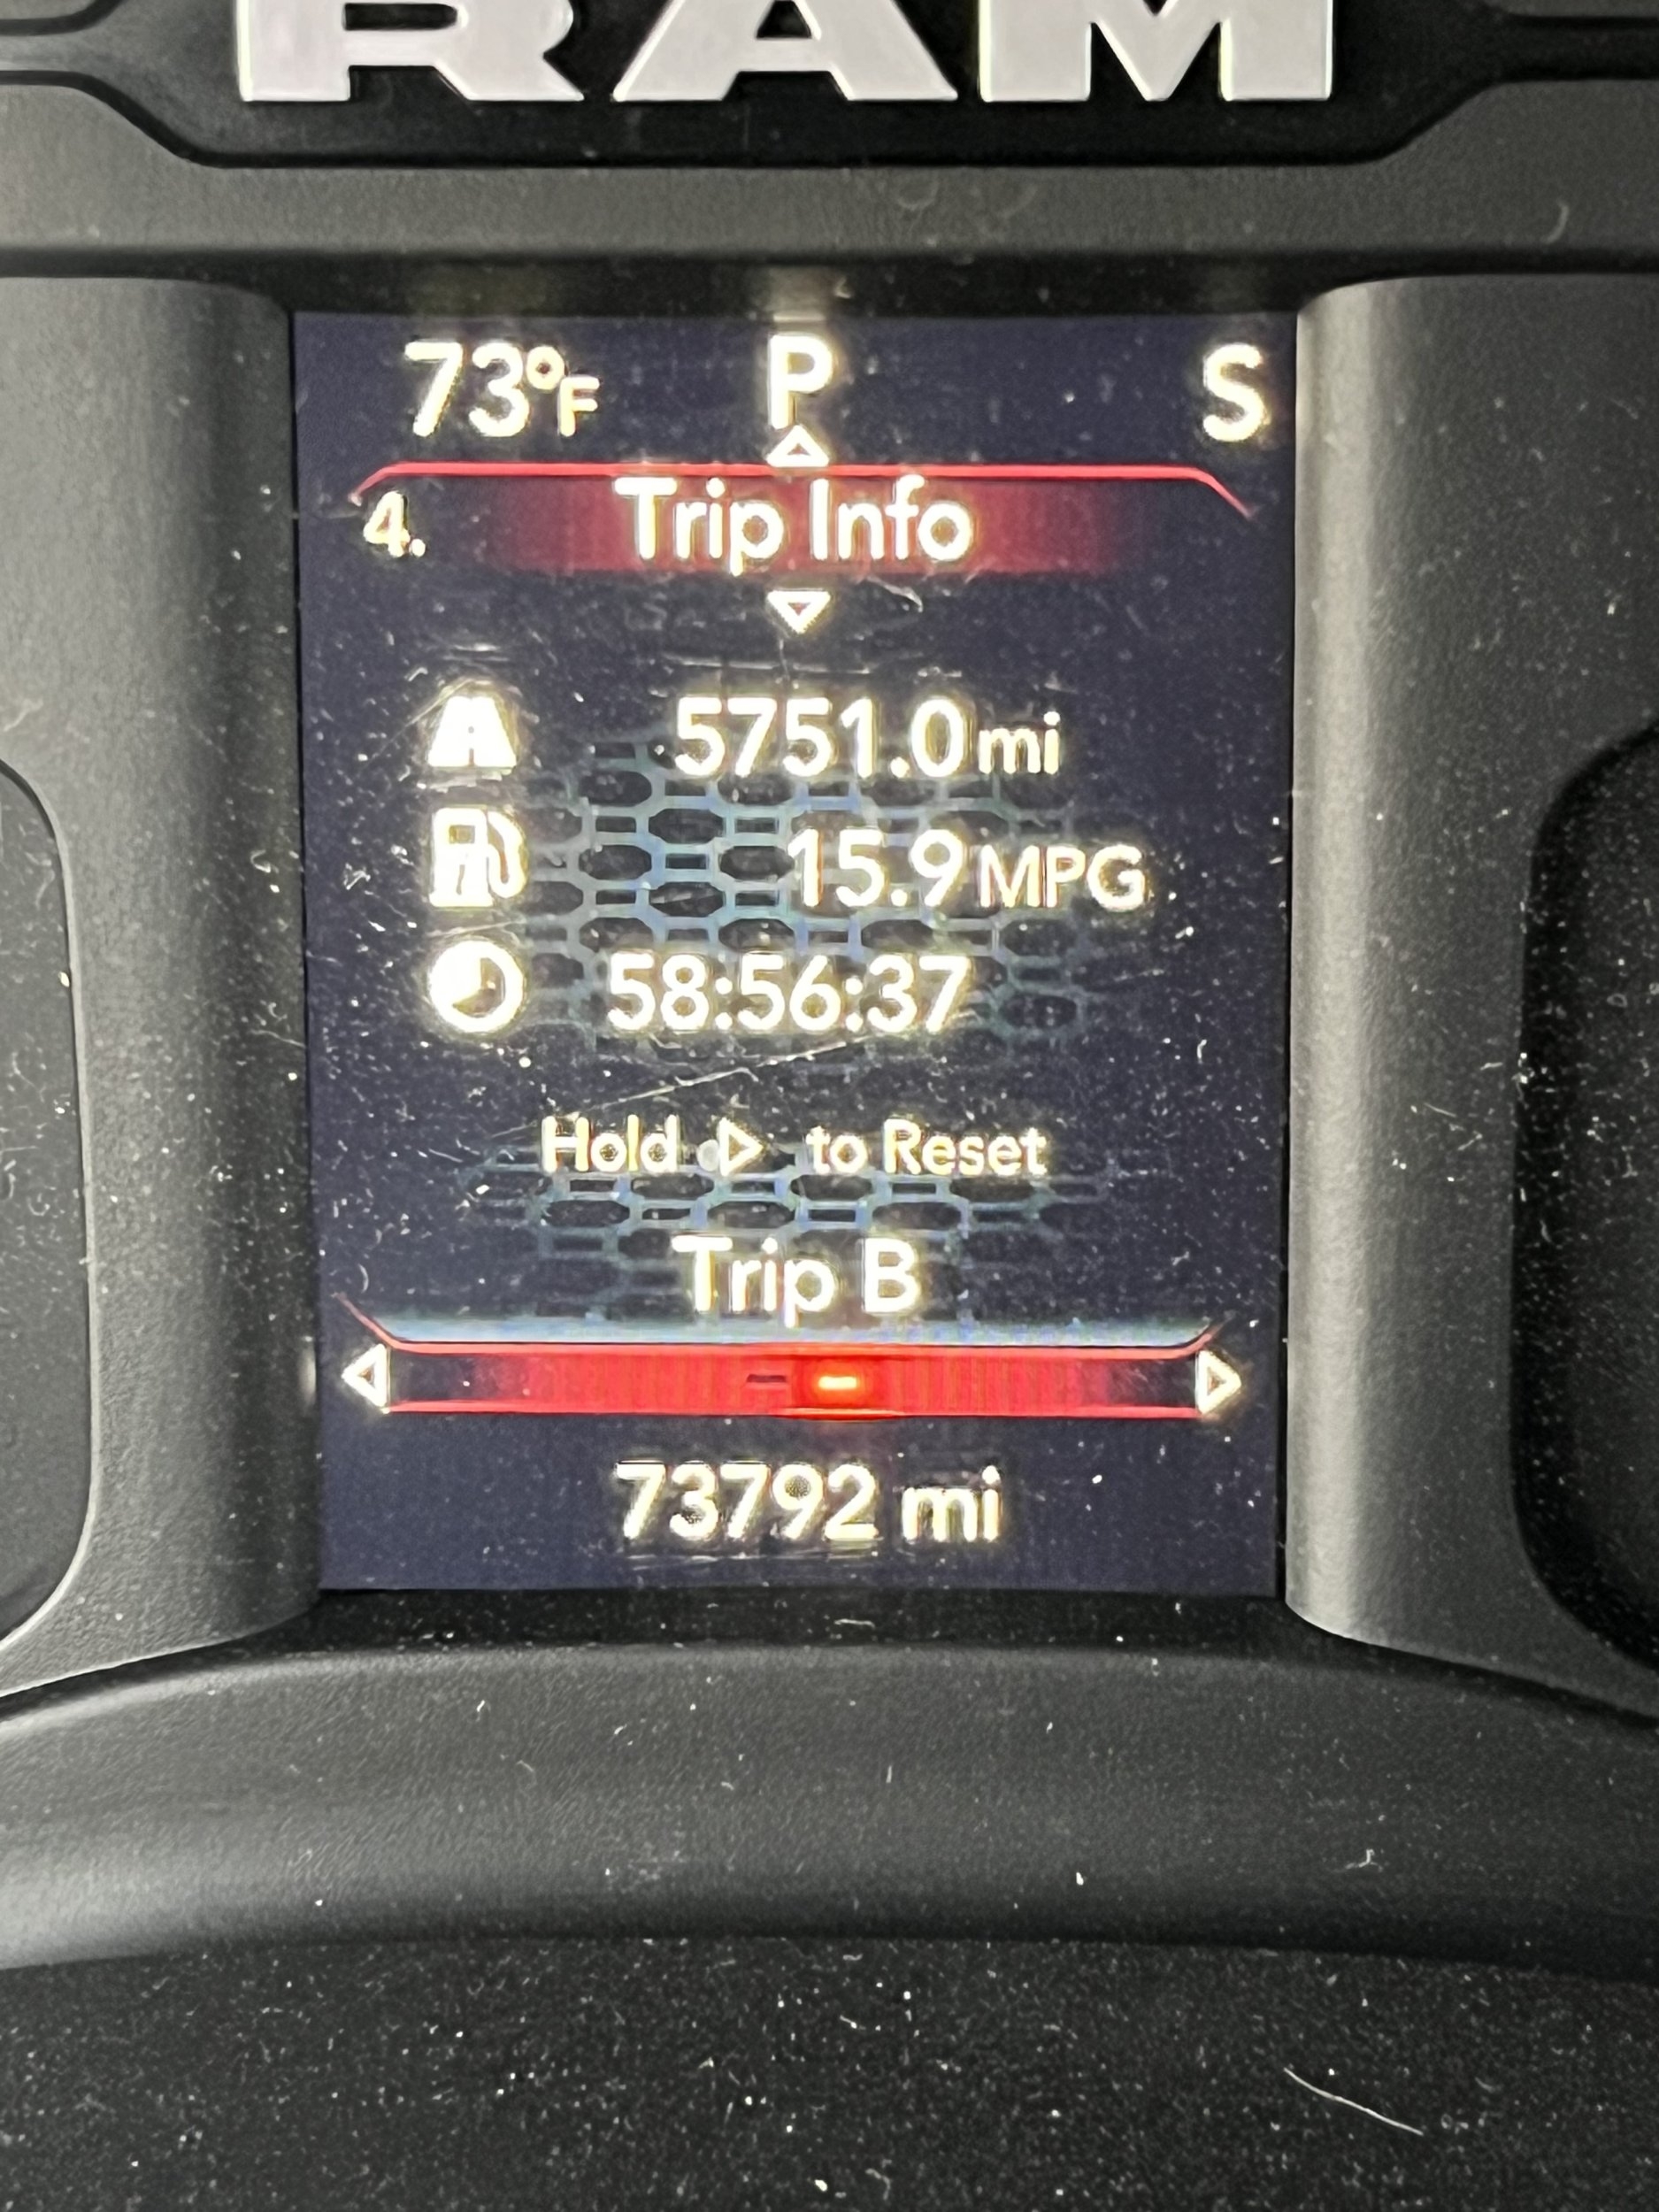 RAM
73°F P S
4. Trip Info
5751.0 mi
15.9 MPG
58:56:37
Hold ▷ to Reset
Trip B
73792 mi